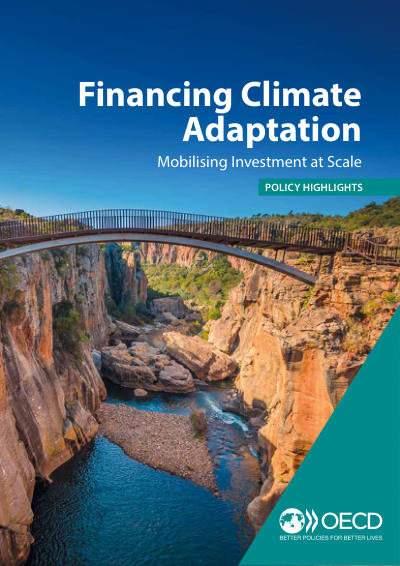 Financing Climate
Adaptation
Mobilising Investment at Scale
POLICY HIGHLIGHTS
OECD
BETTER POLICIES FOR BETTER LIVES